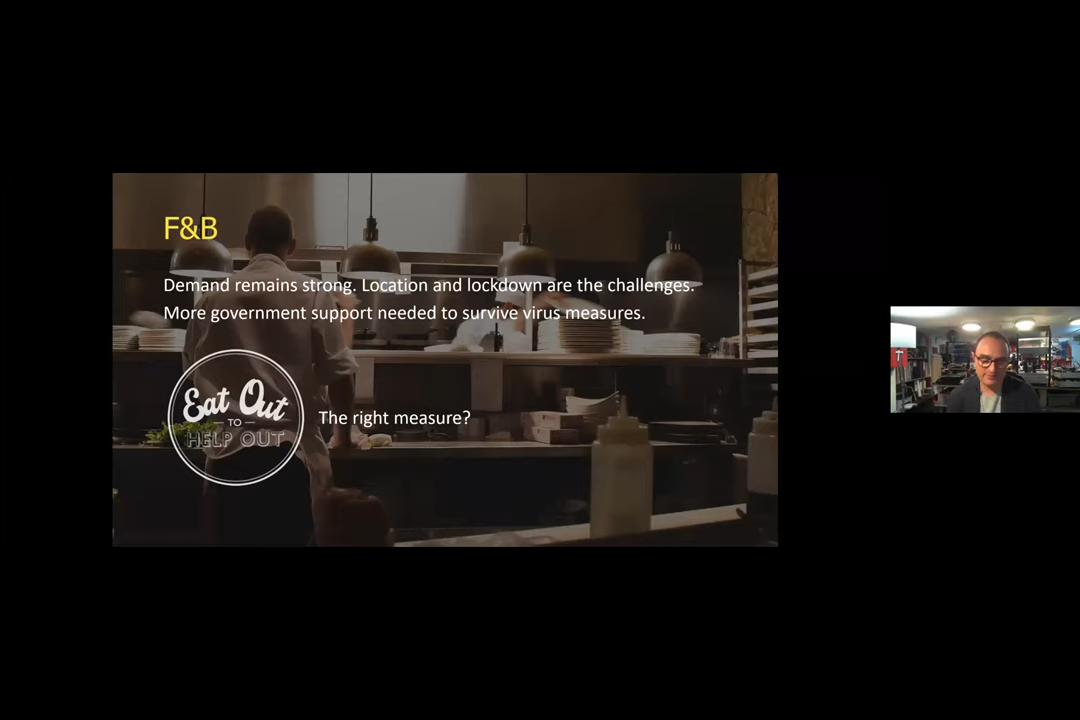 F&B
Demand remains strong. Location and lockdown are the challenges.
More government support needed to survive virus measures.
Eat Out
TO
HELP OUT
The right measure?